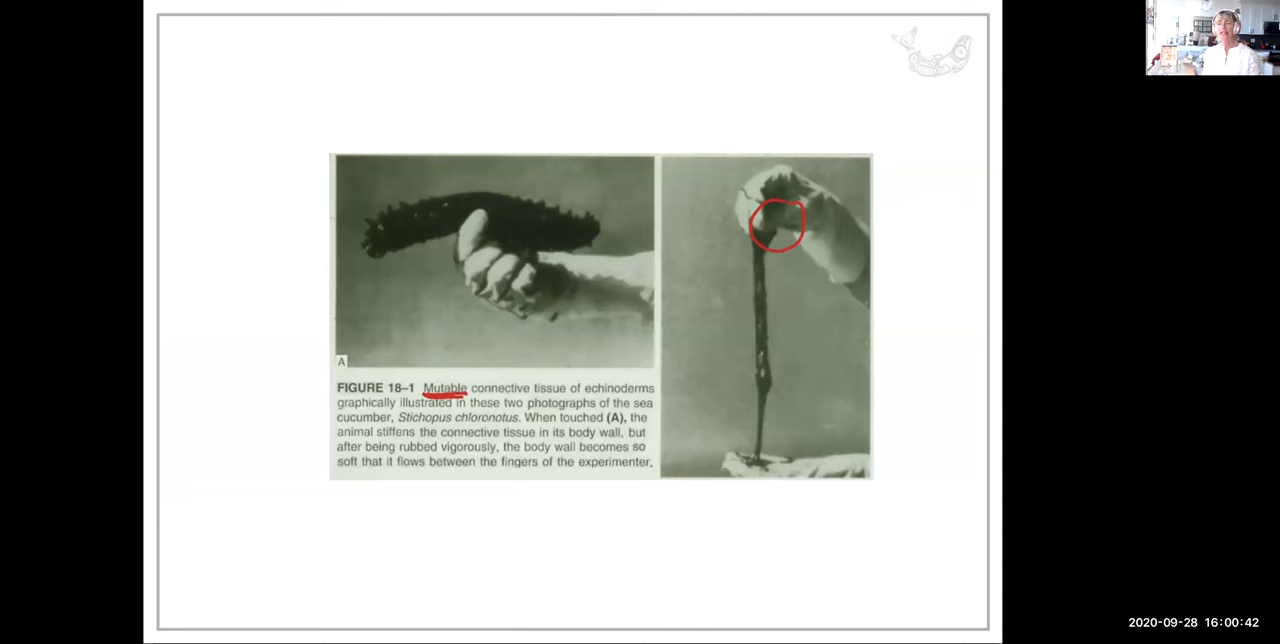 A
FIGURE 18–1 Mutable connective tissue of echinoderms
graphically illustrated in these two photographs of the sea
cucumber, Stichopus chloronotus. When touched (A), the
animal stiffens the connective tissue in its body wall, but
after being rubbed vigorously, the body wall becomes so
soft that it flows between the fingers of the experimenter.
2020-09-28 16:00:42